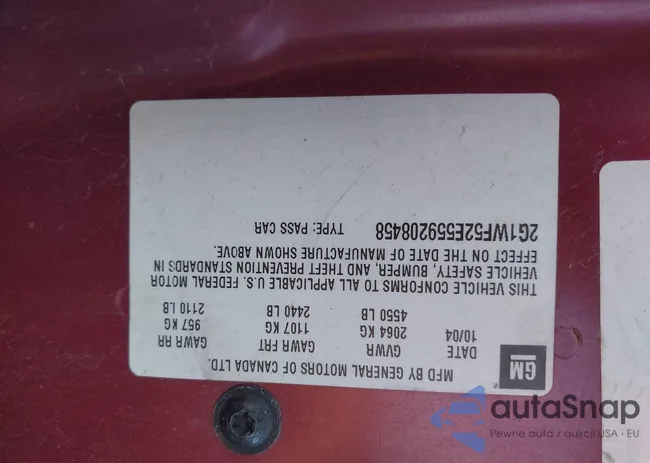 GM
MFD BY GENERAL MOTORS OF CANADA LTD.
DATE GVWR GAWR FRT GAWR RR
10/04 2064 KG 1107 KG 957 KG
4550 LB 2440 LB 2110 LB
THIS VEHICLE CONFORMS TO ALL APPLICABLE U.S. FEDERAL MOTOR
VEHICLE SAFETY, BUMPER, AND THEFT PREVENTION STANDARDS IN
EFFECT ON THE DATE OF MANUFACTURE SHOWN ABOVE.
2G1WF52E559208458 TYPE: PASS CAR
autaSnap
Pewne auta z aukcji USA i EU